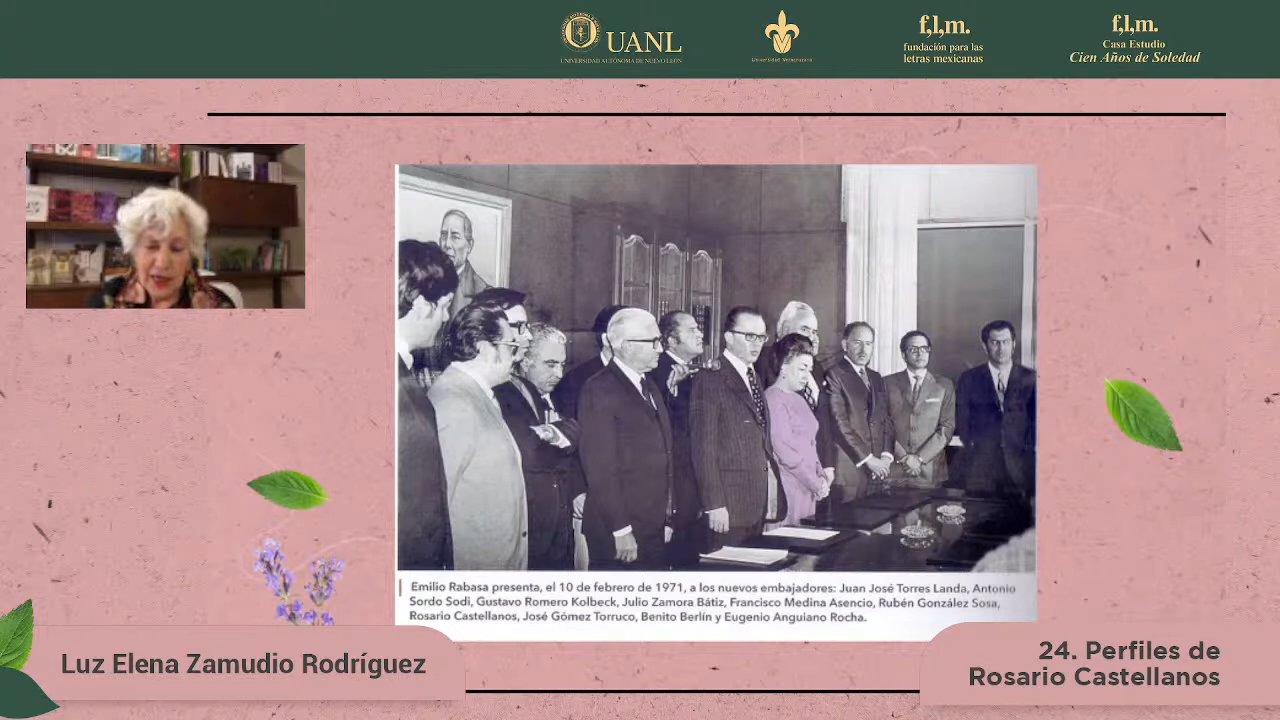 UANL
UNIVERSIDAD AUTÓNOMA DE NUEVO LEÓN
Universidad Veracruzana
f,l,m.
fundación para las
letras mexicanas
f,l,m.
Casa Estudio
Cien Años de Soledad
Emilio Rabasa presenta, el 10 de febrero de 1971, a los nuevos embajadores: Juan José Torres Landa, Antonio
Sordo Sodi, Gustavo Romero Kolbeck, Julio Zamora Bátiz, Francisco Medina Asencio, Rubén González Sosa,
Rosario Castellanos, José Gómez Torruco, Benito Berlín y Eugenio Anguiano Rocha.
Luz Elena Zamudio Rodríguez
24. Perfiles de
Rosario Castellanos